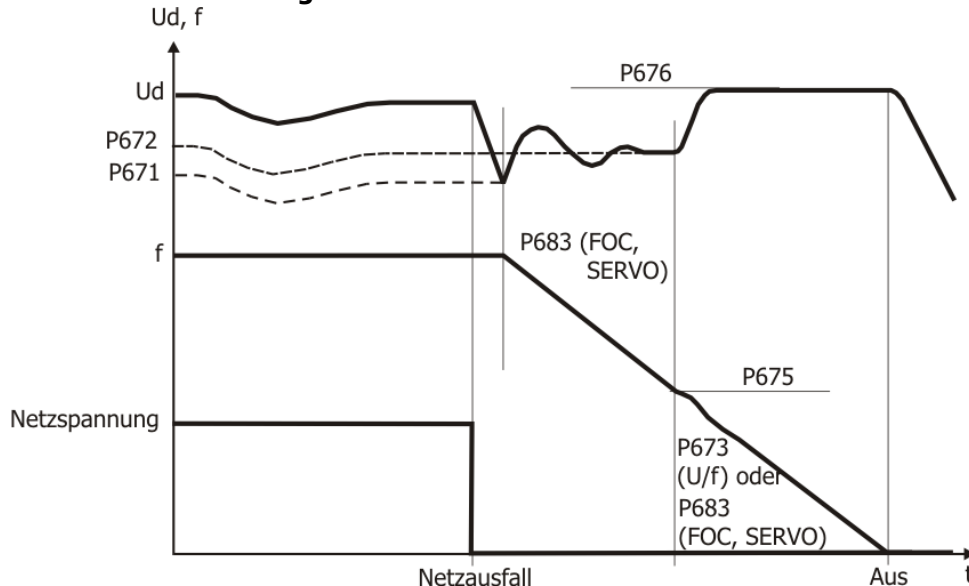 Ud, f
P676
Ud
P672
P671
P683 (FOC,
SERVO)
f
P675
Netzspannung
P673
(U/f) oder
P683
(FOC, SERVO)
Netzausfall
Aus
t